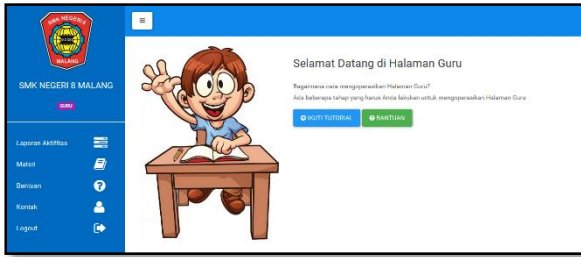 SMK NEGERI 8
MALANG
SMK NEGERI 8 MALANG
GURU
Laporan Aktifitas
Materi
Bantuan
Kontak
Logout
Selamat Datang di Halaman Guru
Bagaimana cara mengoperasikan Halaman Guru?
Ada beberapa tahap yang harus Anda lakukan untuk mengoperasikan Halaman Guru
IKUTI TUTORIAL
BANTUAN